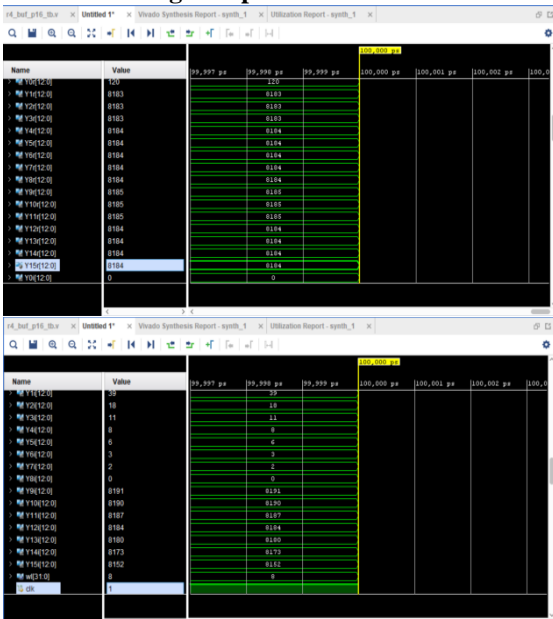 r4_buf_p16_tb.v × Untitled 1* × Vivado Synthesis Report - synth_1 × Utilization Report - synth_1 ×
100,000 ps
Name Value 99,997 ps 99,998 ps 99,999 ps 100,000 ps 100,001 ps 100,002 ps 100,0
Y0r[12:0] 120 120
Y1r[12:0] 8183 8183
Y2r[12:0] 8183 8183
Y3r[12:0] 8183 8183
Y4r[12:0] 8184 8184
Y5r[12:0] 8184 8184
Y6r[12:0] 8184 8184
Y7r[12:0] 8184 8184
Y8r[12:0] 8184 8184
Y9r[12:0] 8185 8185
Y10r[12:0] 8185 8185
Y11r[12:0] 8185 8185
Y12r[12:0] 8184 8184
Y13r[12:0] 8184 8184
Y14r[12:0] 8184 8184
Y15r[12:0] 8184 8184
Y0i[12:0] 0 0
r4_buf_p16_tb.v × Untitled 1* × Vivado Synthesis Report - synth_1 × Utilization Report - synth_1 ×
100,000 ps
Name Value 99,997 ps 99,998 ps 99,999 ps 100,000 ps 100,001 ps 100,002 ps 100,0
Y1i[12:0] 39 39
Y2i[12:0] 18 18
Y3i[12:0] 11 11
Y4i[12:0] 8 8
Y5i[12:0] 6 6
Y6i[12:0] 3 3
Y7i[12:0] 2 2
Y8i[12:0] 0 0
Y9i[12:0] 8191 8191
Y10i[12:0] 8190 8190
Y11i[12:0] 8187 8187
Y12i[12:0] 8184 8184
Y13i[12:0] 8180 8180
Y14i[12:0] 8173 8173
Y15i[12:0] 8152 8152
wl[31:0] 8 8
clk 1